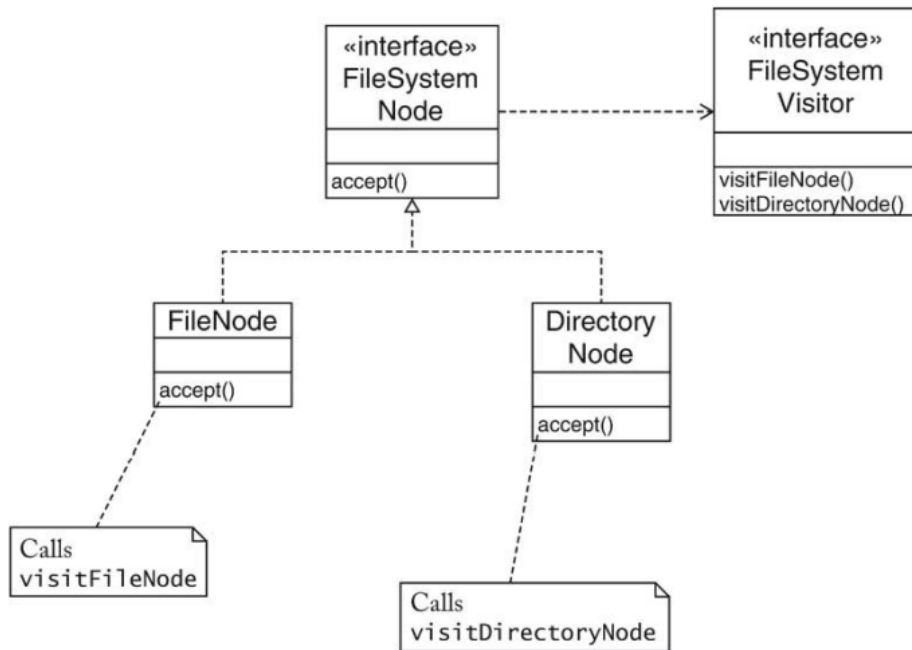 «interface»
FileSystem
Node
accept()
«interface»
FileSystem
Visitor
visitFileNode()
visitDirectoryNode()
FileNode
accept()
Directory
Node
accept()
Calls
visitFileNode
Calls
visitDirectoryNode